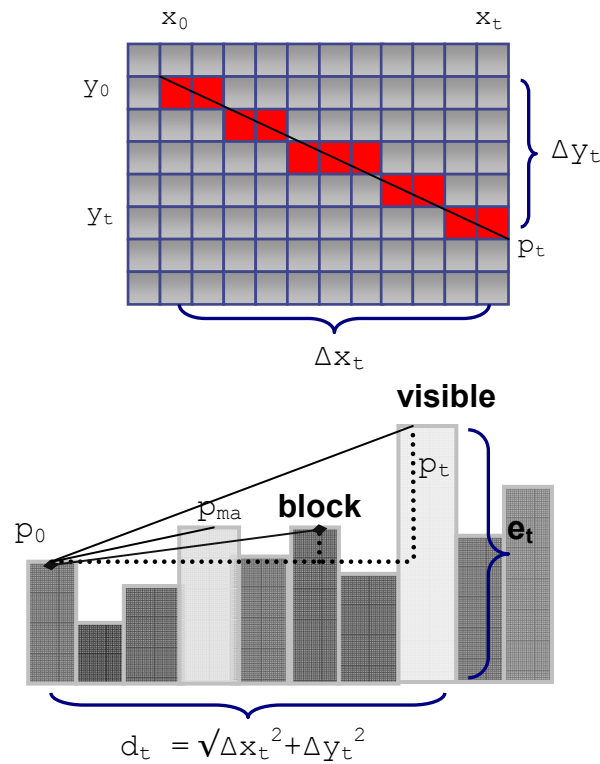 x₀ xₜ
y₀
Δyₜ
yₜ
pₜ
Δxₜ
visible
pₜ
block
pₘₐ
p₀
eₜ
dₜ = √Δxₜ²+Δyₜ²